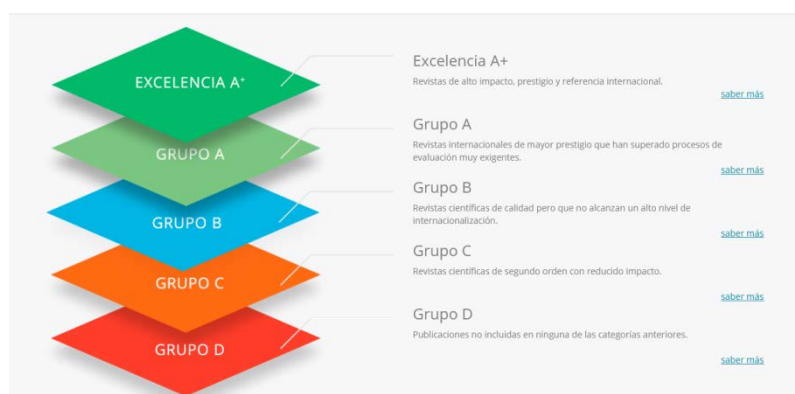 EXCELENCIA A+
GRUPO A
GRUPO B
GRUPO C
GRUPO D
Excelencia A+
Revistas de alto impacto, prestigio y referencia internacional.
saber más
Grupo A
Revistas internacionales de mayor prestigio que han superado procesos de
evaluación muy exigentes.
saber más
Grupo B
Revistas científicas de calidad pero que no alcanzan un alto nivel de
internacionalización.
saber más
Grupo C
Revistas científicas de segundo orden con reducido impacto.
saber más
Grupo D
Publicaciones no incluidas en ninguna de las categorías anteriores.
saber más